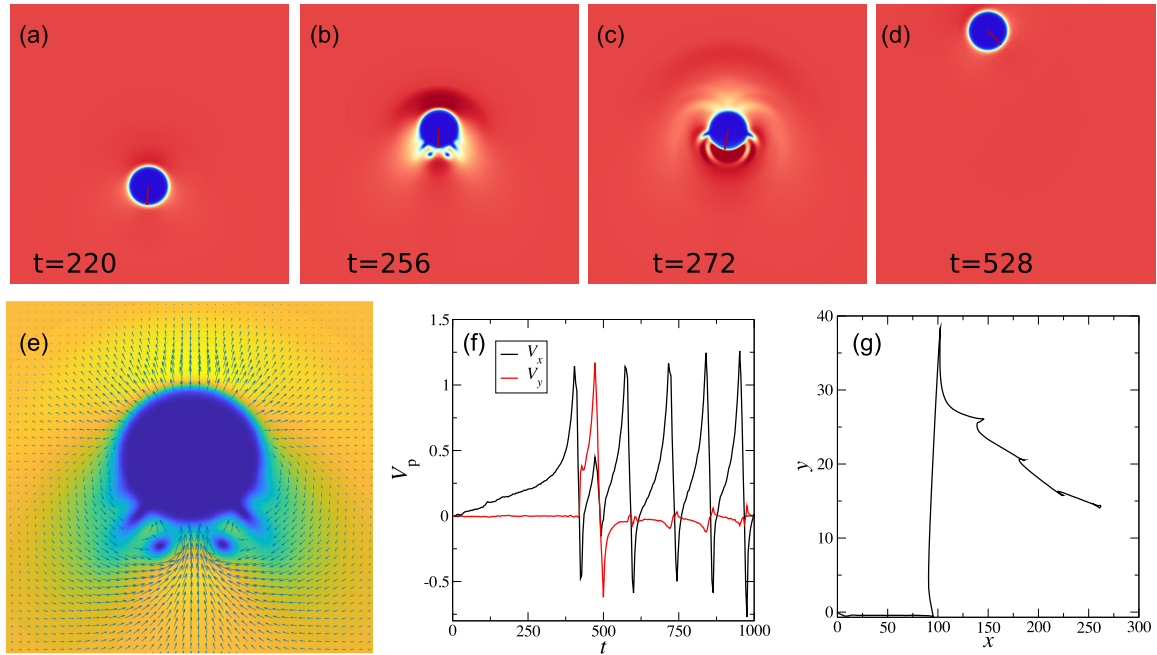 (a) (b) (c) (d)
t=220 t=256 t=272 t=528
(e) (f) (g)
1.5
1
0.5
0
-0.5
V_p
V_x
V_y
0 250 500 750 1000
t
40
30
20
10
0
y
0 50 100 150 200 250 300
x